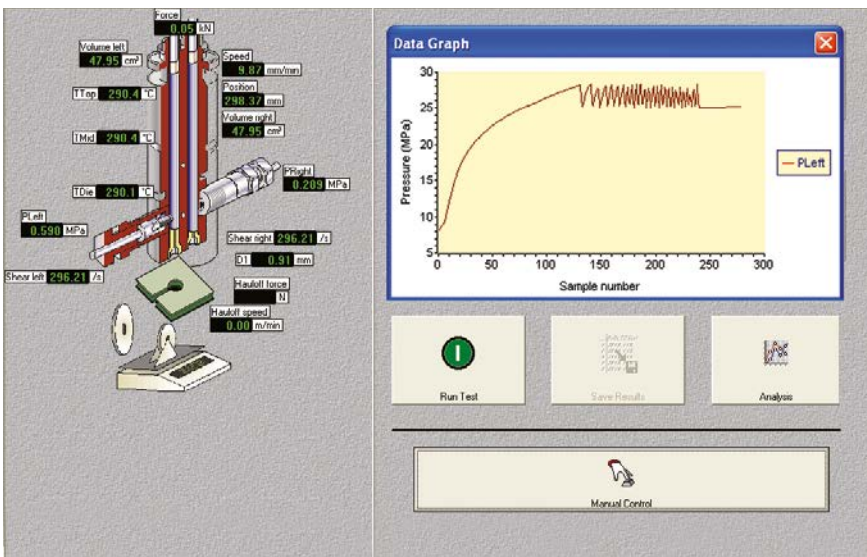 Force
0.05 kN
Volume left
47.95 cm³
Speed
9.87 mm/min
TTop 290.4 °C
Position
298.37 mm
Volume right
47.95 cm³
TMid 290.4 °C
PRight
0.209 MPa
TDie 290.1 °C
PLeft
0.590 MPa
Shear right 296.21 /s
D1 0.91 mm
Shear left 296.21 /s
Hauloff force
N
Hauloff speed
0.00 m/min
Data Graph
30
25
20
15
10
5
Pressure (MPa)
0 50 100 150 200 250 300
Sample number
PLeft
Run Test
Save Results
Analysis
Manual Control